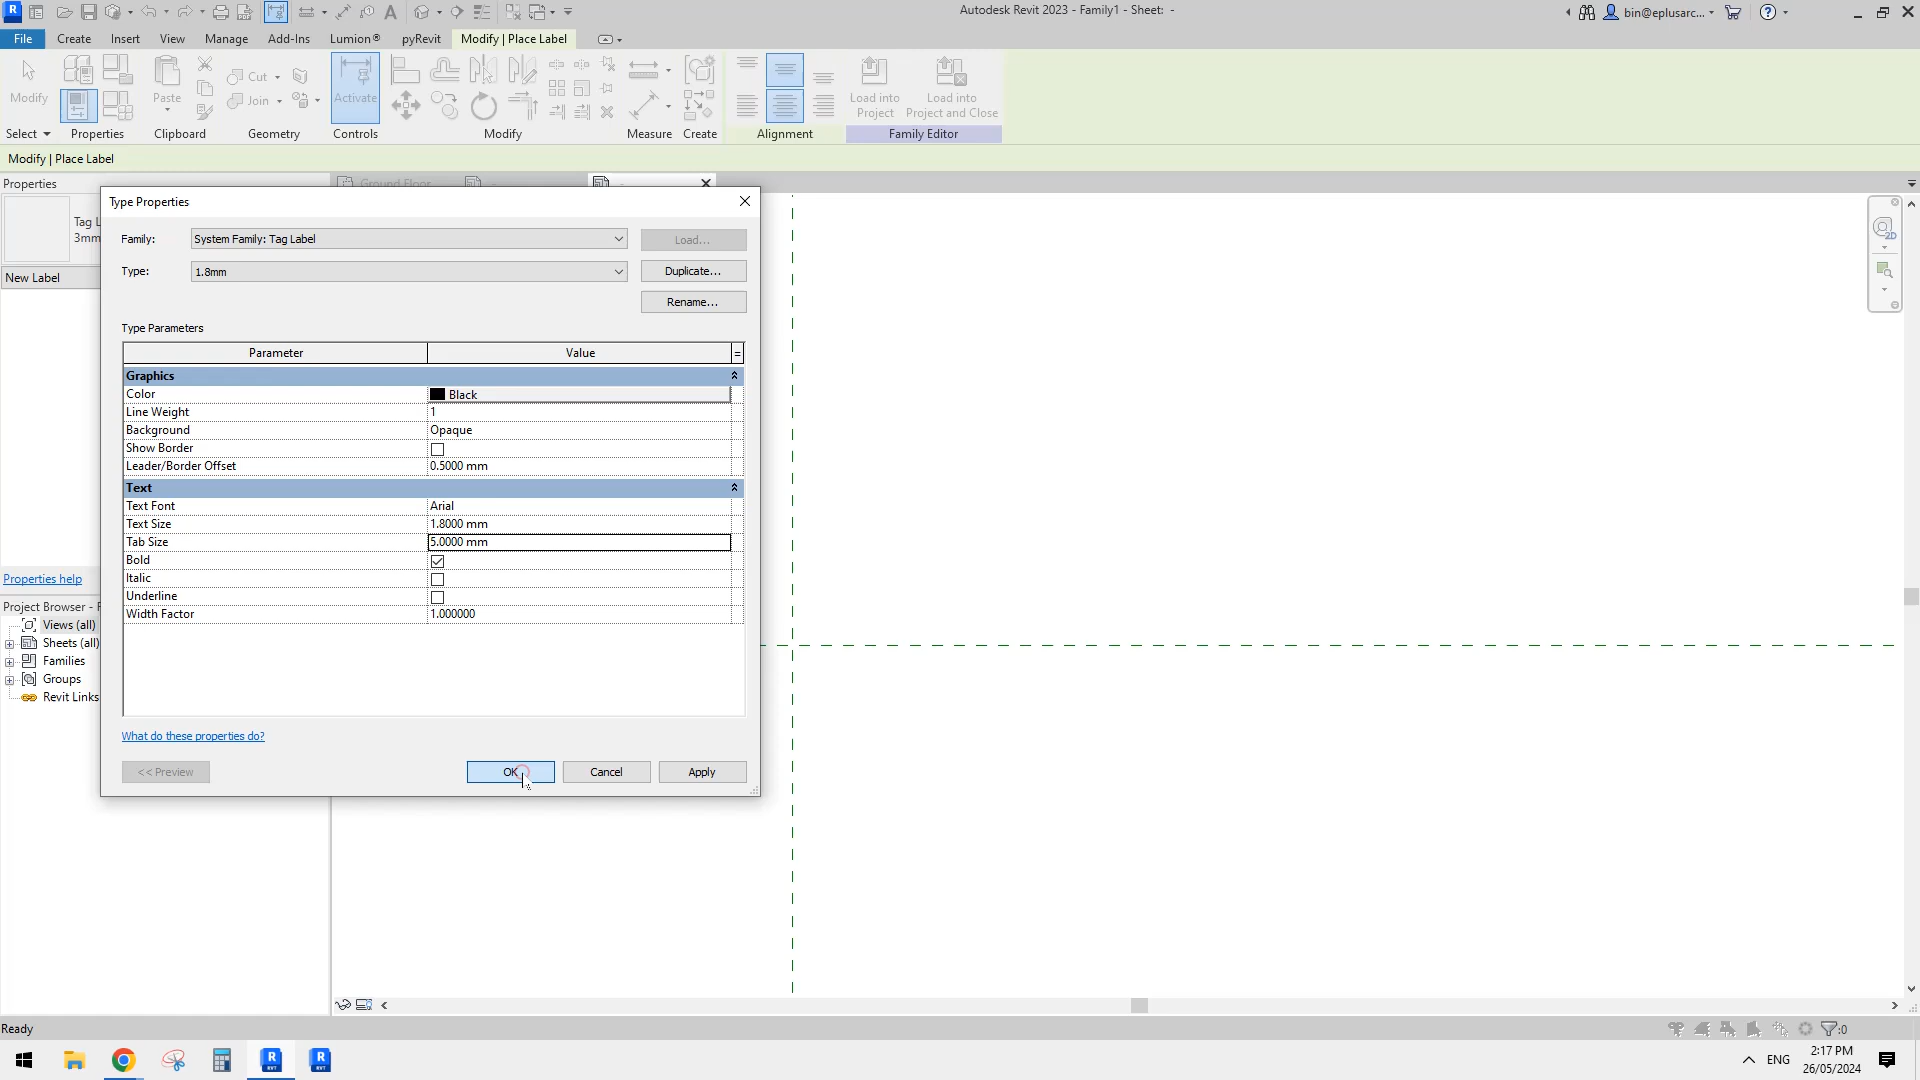 Autodesk Revit 2023 - Family1 - Sheet: -
bin@eplusarc...
File
Create
Insert
View
Manage
Add-Ins
Lumion®
pyRevit
Modify | Place Label
Modify
Paste
Cut
Join
Activate
Load into
Project
Load into
Project and Close
Select
Properties
Clipboard
Geometry
Controls
Modify
Measure
Create
Alignment
Family Editor
Modify | Place Label
Properties
Ground Floor
Tag L
3mm
New Label
Properties help
Project Browser - F
Views (all)
Sheets (all)
Families
Groups
Revit Links
Type Properties
Family:
System Family: Tag Label
Load...
Type:
1.8mm
Duplicate...
Rename...
Type Parameters
Parameter
Value
=
Graphics
Color
Black
Line Weight
1
Background
Opaque
Show Border
Leader/Border Offset
0.5000 mm
Text
Text Font
Arial
Text Size
1.8000 mm
Tab Size
5.0000 mm
Bold
Italic
Underline
Width Factor
1.000000
What do these properties do?
<< Preview
OK
Cancel
Apply
2D
Ready
:0
ENG
2:17 PM
26/05/2024